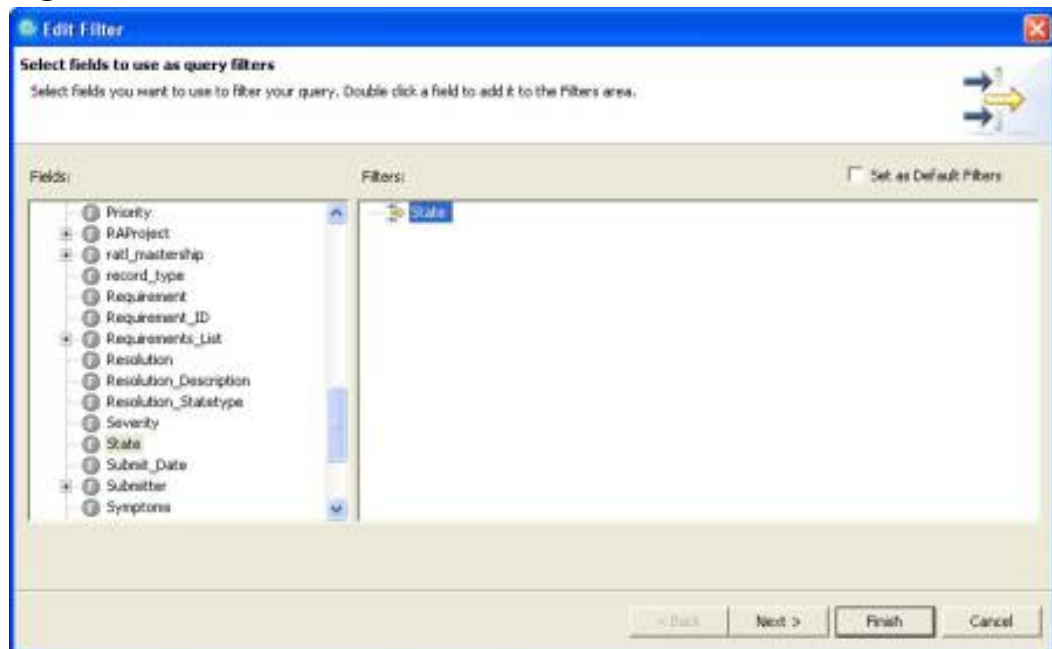 Edit Filter
Select fields to use as query filters
Select fields you want to use to filter your query. Double click a field to add it to the Filters area.
Fields:
Filters:
Set as Default Filters
Priority
State
RAProject
ratl_mastership
record_type
Requirement
Requirement_ID
Requirements_List
Resolution
Resolution_Description
Resolution_Statetype
Severity
State
Submit_Date
Submitter
Symptoms
< Back
Next >
Finish
Cancel